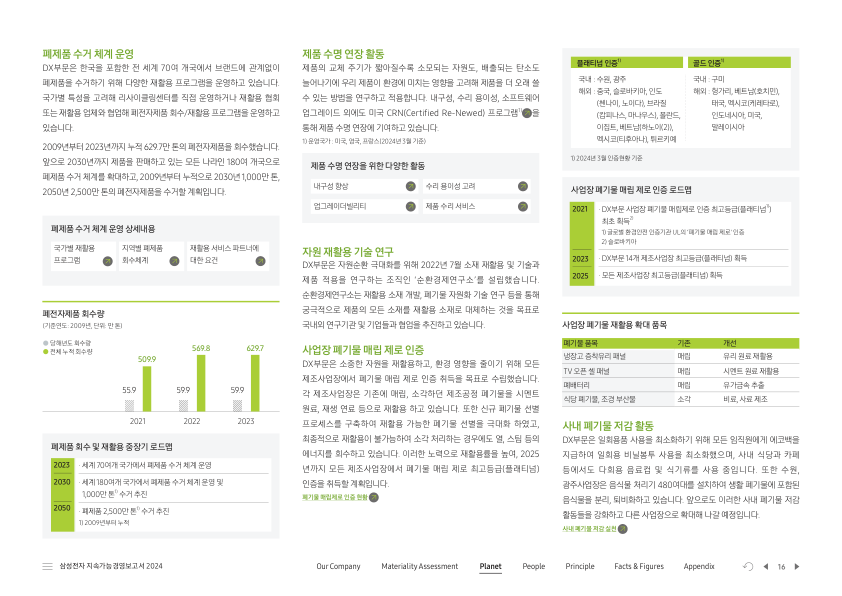 폐제품 수거 체계 운영
DX부문은 한국을 포함한 전 세계 70여 개국에서 브랜드에 관계없이
폐제품을 수거하기 위해 다양한 재활용 프로그램을 운영하고 있습니다.
국가별 특성을 고려해 리사이클링센터를 직접 운영하거나 재활용 협회
또는 재활용 업체와 협업해 폐전자제품 회수/재활용 프로그램을 운영하고
있습니다.
2009년부터 2023년까지 누적 629.7만 톤의 폐전자제품을 회수했습니다.
앞으로 2030년까지 제품을 판매하고 있는 모든 나라인 180여 개국으로
폐제품 수거 체계를 확대하고, 2009년부터 누적으로 2030년 1,000만 톤,
2050년 2,500만 톤의 폐제품을 수거할 계획입니다.
폐제품 수거 체계 운영 상세내용
국가별 재활용
프로그램
지역별 폐제품
회수체계
재활용 서비스 파트너에
대한 요건
폐전자제품 회수량
(기준연도: 2009년, 단위: 만 톤)
당해년도 회수량
전체 누적 회수량
55.9
509.9
59.9
569.8
59.9
629.7
2021
2022
2023
폐제품 회수 및 재활용 중장기 로드맵
2023 · 세계 70여개 국가에서 폐제품 수거 체계 운영
2030 · 세계 180여개 국가에서 폐제품 수거 체계 운영 및
1,000만 톤1) 수거 추진
2050 · 폐제품 2,500만 톤1) 수거 추진
1) 2009년부터 누적
제품 수명 연장 활동
제품의 교체 주기가 짧아질수록 소모되는 자원도, 배출되는 탄소도
늘어나기에 우리 제품이 환경에 미치는 영향을 고려해 제품을 더 오래 쓸
수 있는 방법을 연구하고 적용합니다. 내구성, 수리 용이성, 소프트웨어
업그레이드 외에도 미국 CRN(Certified Re-Newed) 프로그램1)을
통해 제품 수명 연장에 기여하고 있습니다.
1) 운영국가 : 미국, 영국, 프랑스(2024년 3월 기준)
제품 수명 연장을 위한 다양한 활동
내구성 향상
수리 용이성 고려
업그레이더빌리티
제품 수리 서비스
자원 재활용 기술 연구
DX부문은 자원순환 극대화를 위해 2022년 7월 소재 재활용 및 기술과
제품 적용을 연구하는 조직인 '순환경제연구소'를 설립했습니다.
순환경제연구소는 재활용 소재 개발, 폐기물 자원화 기술 연구 등을 통해
궁극적으로 제품의 모든 소재를 재활용 소재로 대체하는 것을 목표로
국내외 연구기관 및 기업들과 협업을 추진하고 있습니다.
사업장 폐기물 매립 제로 인증
DX부문은 소중한 자원을 재활용하고, 환경 영향을 줄이기 위해 모든
제조사업장에서 폐기물 매립 제로 인증 취득을 목표로 수립했습니다.
각 제조사업장은 기존에 매립, 소각하던 제조공정 폐기물을 시멘트
원료, 재생 연료 등으로 재활용 하고 있습니다. 또한 신규 폐기물 선별
프로세스를 구축하여 재활용 가능한 폐기물 선별을 극대화 하였고,
최종적으로 재활용이 불가능하여 소각 처리하는 경우에도 열, 스팀 등의
에너지를 회수하고 있습니다. 이러한 노력으로 재활용률을 높여, 2025
년까지 모든 제조사업장에서 폐기물 매립 제로 최고등급(플래티넘)
인증을 취득할 계획입니다.
폐기물 매립제로 인증 현황
플래티넘 인증1)
국내 : 수원, 광주
해외 : 중국, 슬로바키아, 인도
(첸나이, 노이다), 브라질
(캄피나스, 마나우스), 폴란드,
이집트, 베트남(하노이(2)),
멕시코(티후아나), 튀르키예
골드 인증1)
국내 : 구미
해외 : 헝가리, 베트남(호치민),
태국, 멕시코(케레타로),
인도네시아, 미국,
말레이시아
1) 2024년 3월 인증현황 기준
사업장 폐기물 매립 제로 인증 로드맵
2021 · DX부문 사업장 폐기물 매립제로 인증 최고등급(플래티넘1))
최초 획득2)
1) 글로벌 환경안전 인증기관 UL의 '폐기물 매립 제로' 인증
2) 슬로바키아
2023 · DX부문 14개 제조사업장 최고등급(플래티넘) 획득
2025 · 모든 제조사업장 최고등급(플래티넘) 획득
사업장 폐기물 재활용 확대 품목
폐기물 품목 기존 개선
냉장고 증착유리 패널 매립 유리 원료 재활용
TV 오픈 셀 패널 매립 시멘트 원료 재활용
폐배터리 매립 유가금속 추출
식당 폐기물, 조경 부산물 소각 비료, 사료 제조
사내 폐기물 저감 활동
DX부문은 일회용품 사용을 최소화하기 위해 모든 임직원에게 에코백을
지급하여 일회용 비닐봉투 사용을 최소화했으며, 사내 식당과 카페
등에서도 다회용 음료컵 및 식기류를 사용 중입니다. 또한 수원,
광주사업장은 음식물 처리기 480여대를 설치하여 생활 폐기물에 포함된
음식물을 분리, 퇴비화하고 있습니다. 앞으로도 이러한 사내 폐기물 저감
활동들을 강화하고 다른 사업장으로 확대해 나갈 예정입니다.
사내 폐기물 저감 실천
삼성전자 지속가능경영보고서 2024
Our Company Materiality Assessment Planet People Principle Facts & Figures Appendix 16